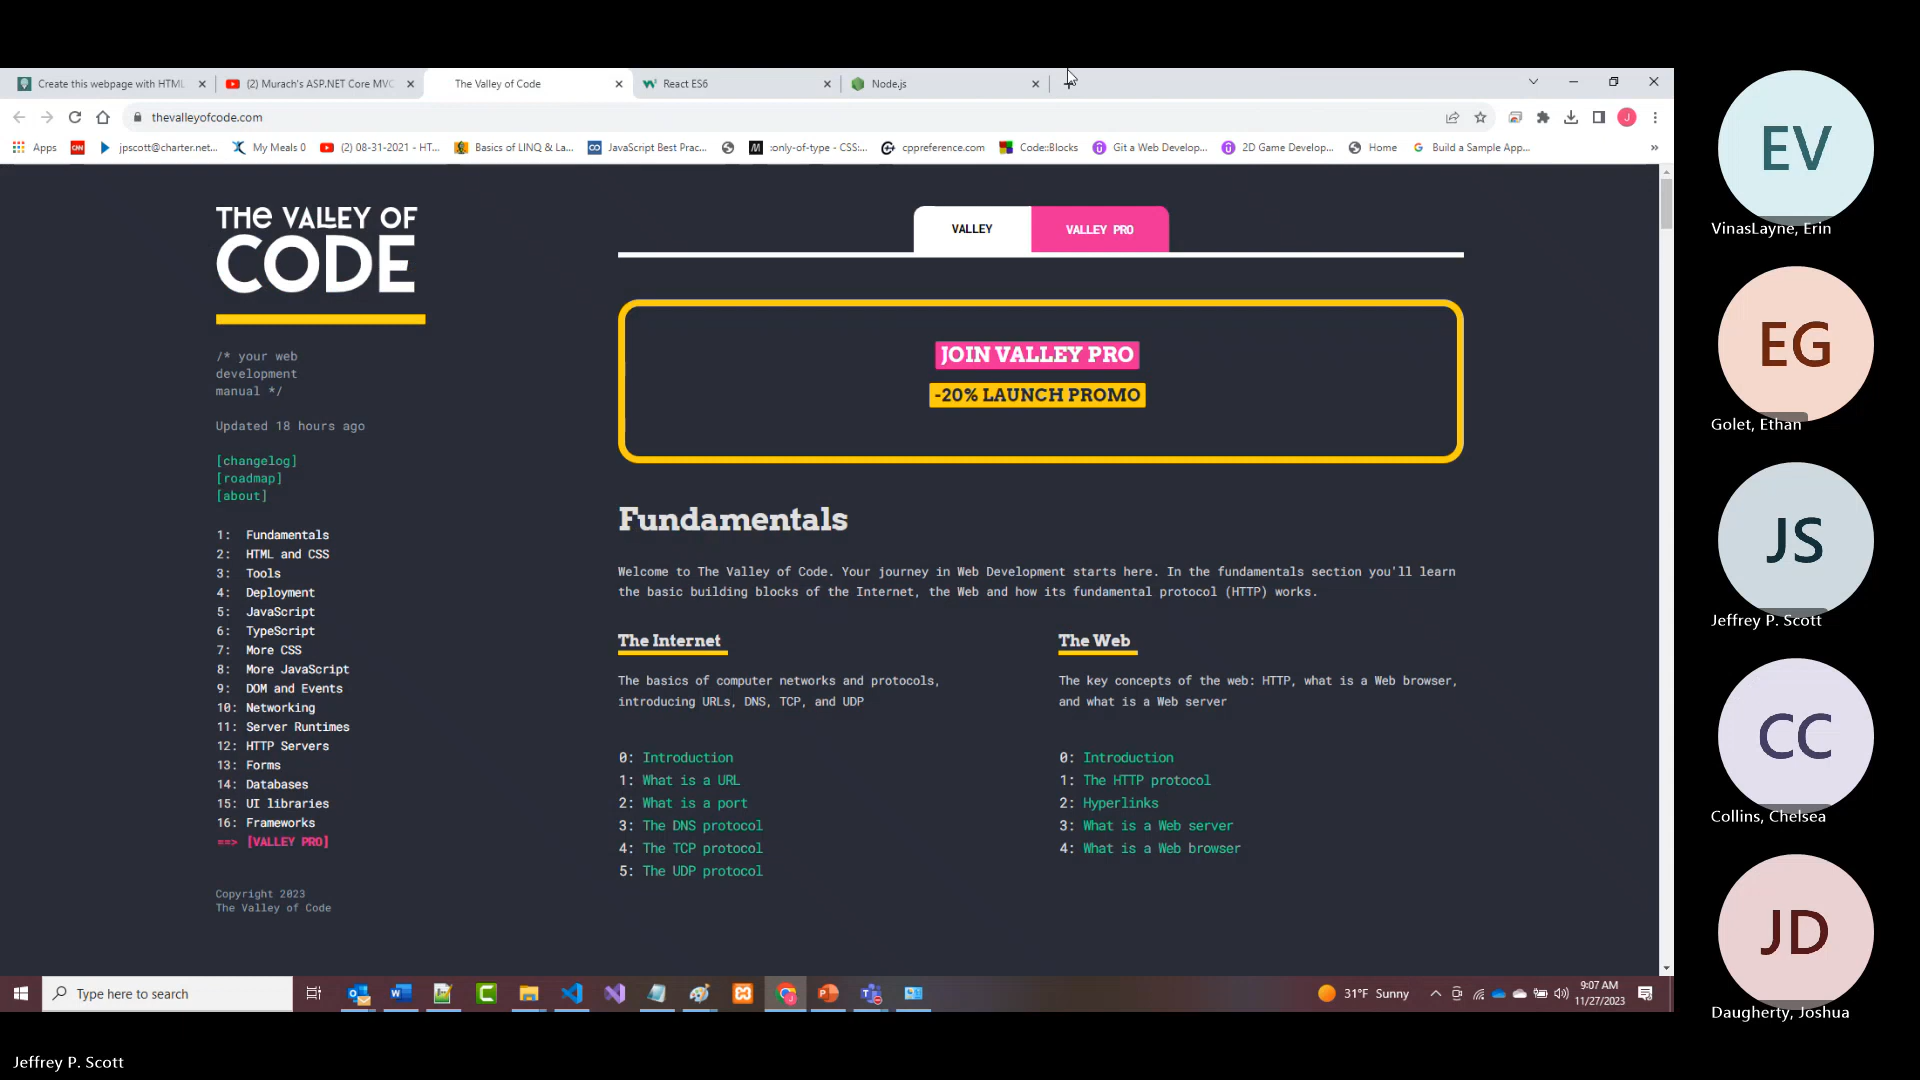 Create this webpage with HTML
(2) Murach's ASP.NET Core MVC
The Valley of Code
React ES6
Node.js
thevalleyofcode.com
J
Apps
CNN
jpscott@charter.net...
My Meals 0
(2) 08-31-2021 - HT...
Basics of LINQ & La...
JavaScript Best Prac...
:only-of-type - CSS:...
cppreference.com
Code::Blocks
Git a Web Develop...
2D Game Develop...
Home
Build a Sample App...
THe VALLEY OF
CODE
/* your web
development
manual */
Updated 18 hours ago
[changelog]
[roadmap]
[about]
1: Fundamentals
2: HTML and CSS
3: Tools
4: Deployment
5: JavaScript
6: TypeScript
7: More CSS
8: More JavaScript
9: DOM and Events
10: Networking
11: Server Runtimes
12: HTTP Servers
13: Forms
14: Databases
15: UI libraries
16: Frameworks
==> [VALLEY PRO]
Copyright 2023
The Valley of Code
VALLEY
VALLEY PRO
JOIN VALLEY PRO
-20% LAUNCH PROMO
Fundamentals
Welcome to The Valley of Code. Your journey in Web Development starts here. In the fundamentals section you'll learn
the basic building blocks of the Internet, the Web and how its fundamental protocol (HTTP) works.
The Internet
The basics of computer networks and protocols,
introducing URLs, DNS, TCP, and UDP
0: Introduction
1: What is a URL
2: What is a port
3: The DNS protocol
4: The TCP protocol
5: The UDP protocol
The Web
The key concepts of the web: HTTP, what is a Web browser,
and what is a Web server
0: Introduction
1: The HTTP protocol
2: Hyperlinks
3: What is a Web server
4: What is a Web browser
Type here to search
31°F Sunny
9:07 AM
11/27/2023
EV
VinasLayne, Erin
EG
Golet, Ethan
JS
Jeffrey P. Scott
CC
Collins, Chelsea
JD
Daugherty, Joshua
Jeffrey P. Scott